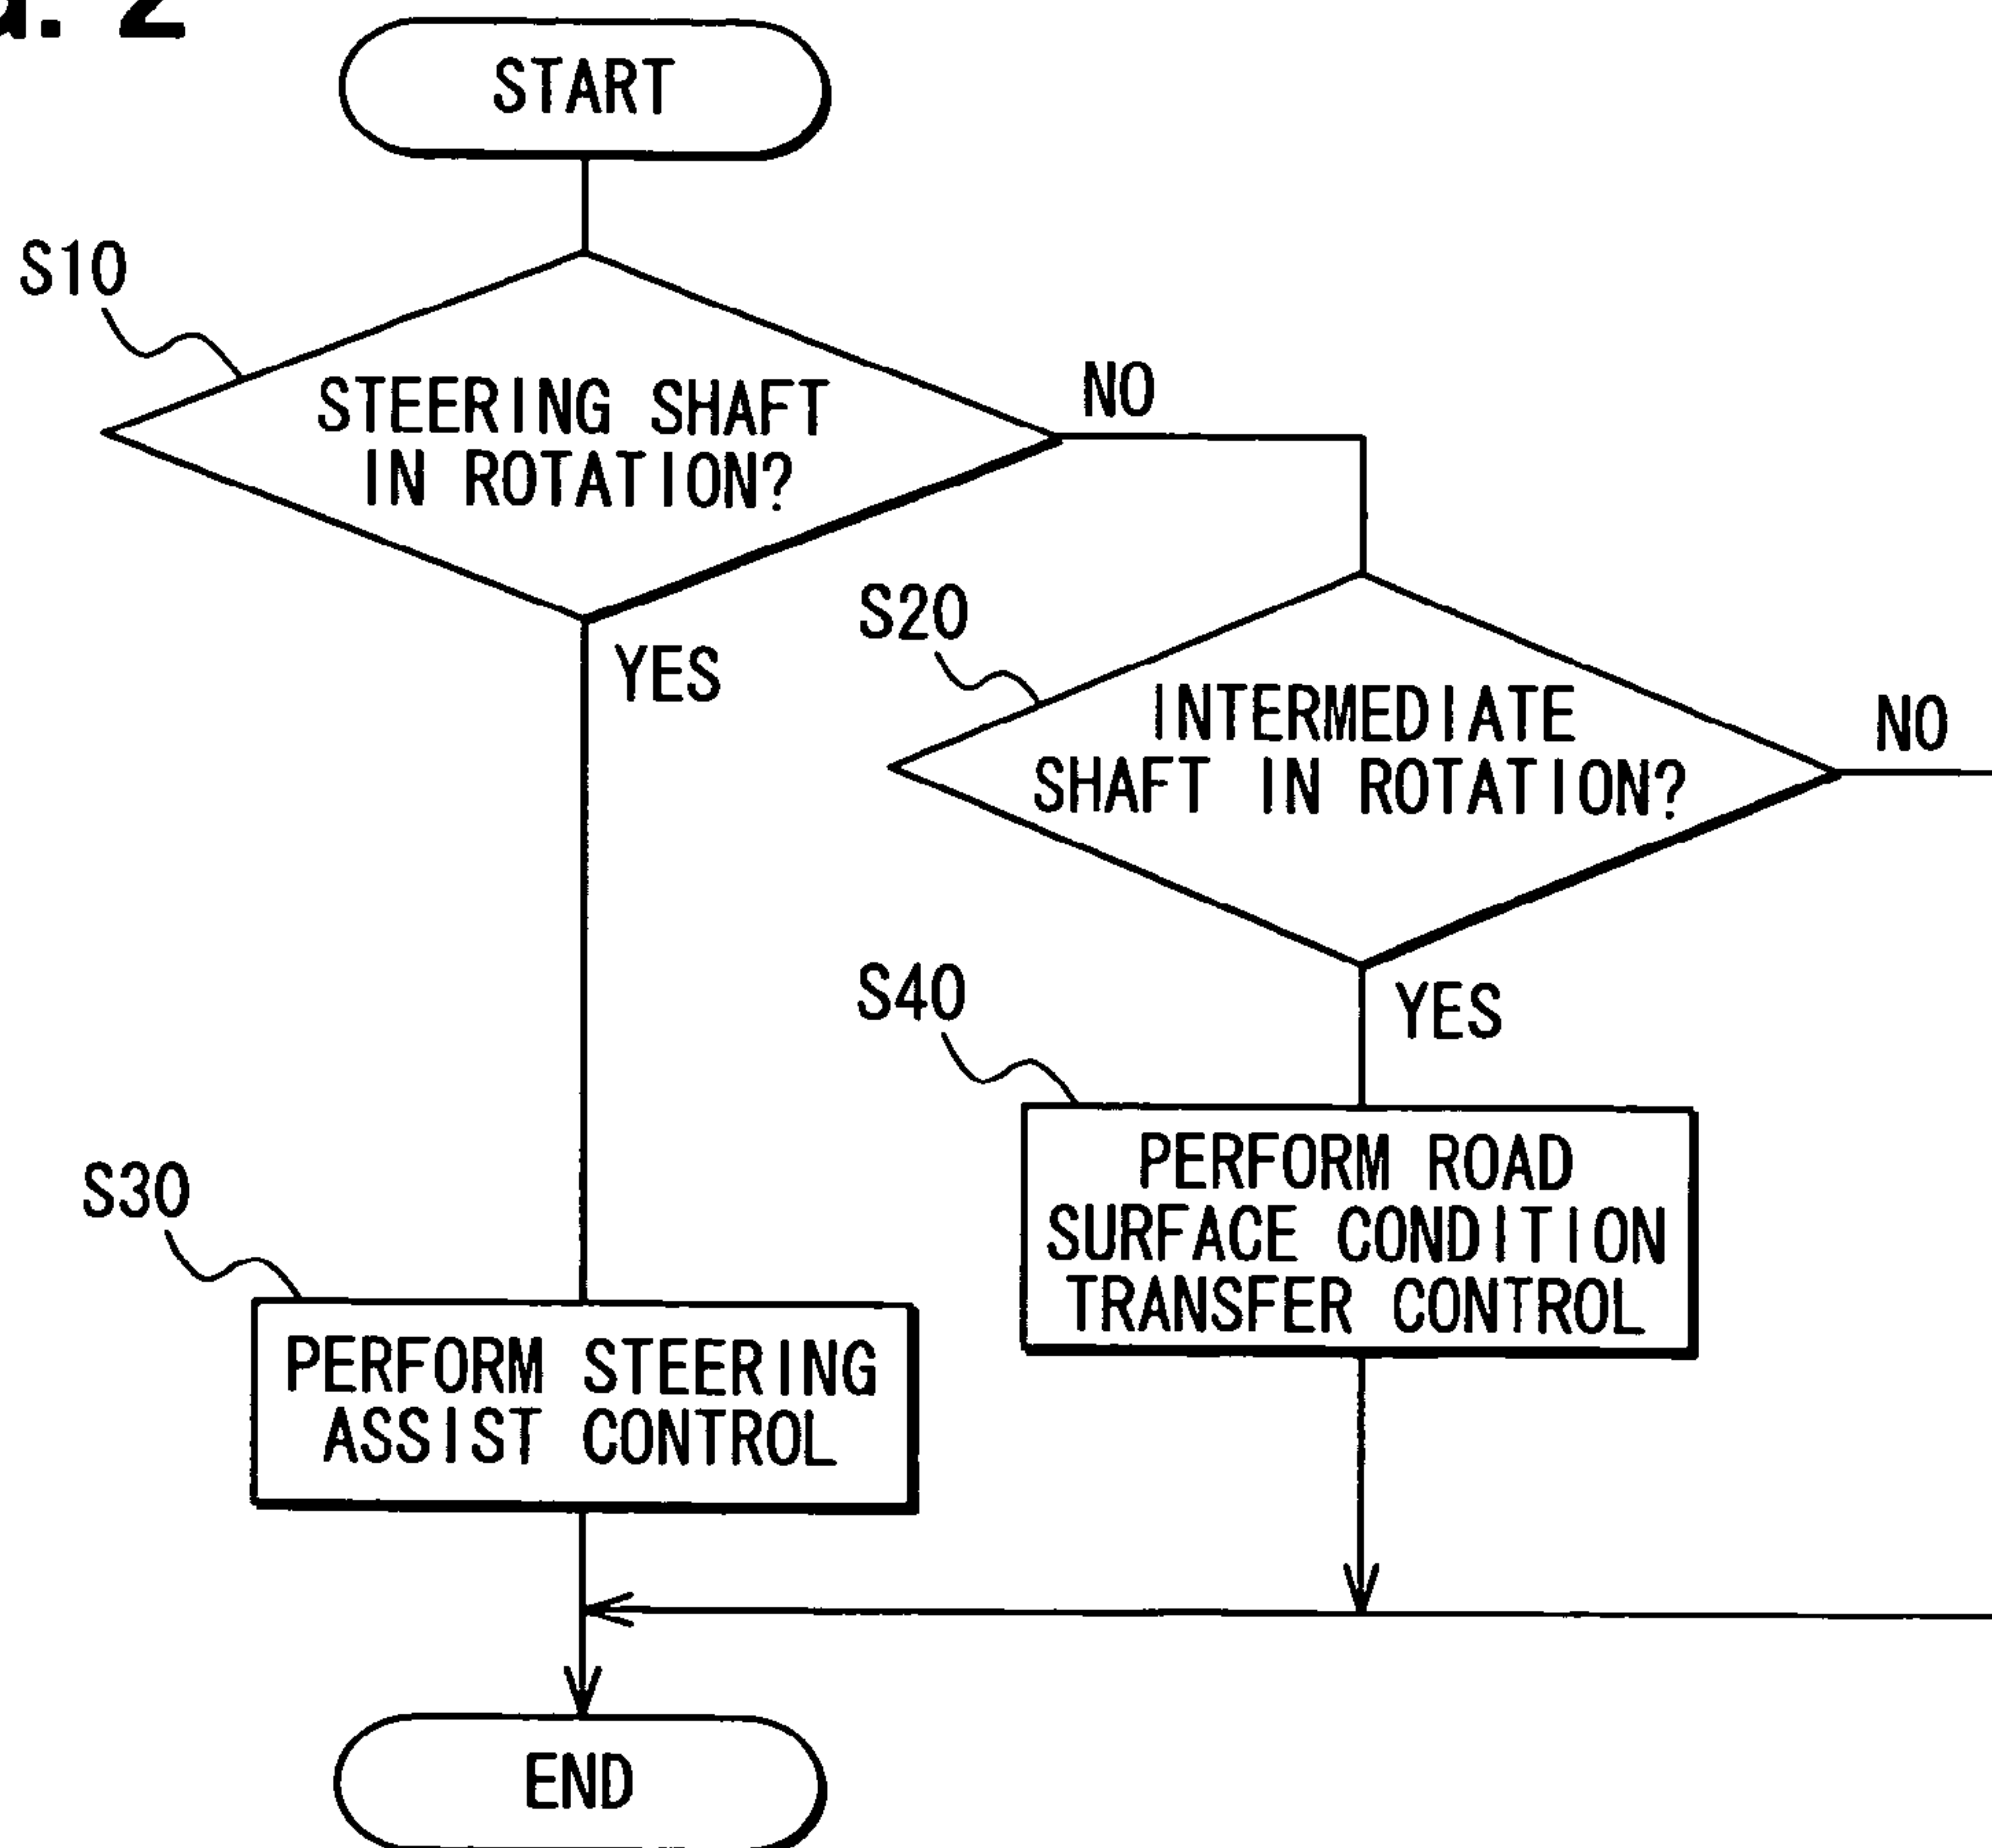 2
START
S10
STEERING SHAFT
IN ROTATION?
NO
YES
S20
INTERMEDIATE
SHAFT IN ROTATION?
NO
YES
S40
PERFORM ROAD
SURFACE CONDITION
TRANSFER CONTROL
S30
PERFORM STEERING
ASSIST CONTROL
END